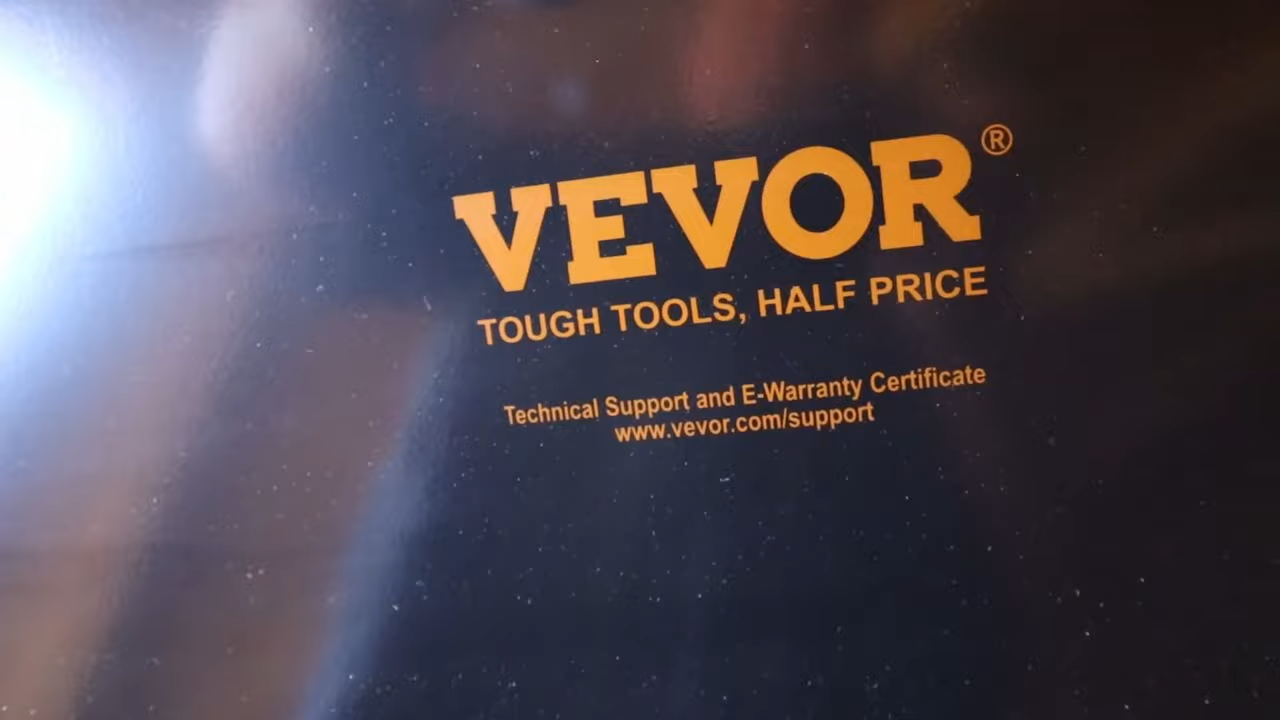 VEVOR®
TOUGH TOOLS, HALF PRICE
Technical Support and E-Warranty Certificate
www.vevor.com/support